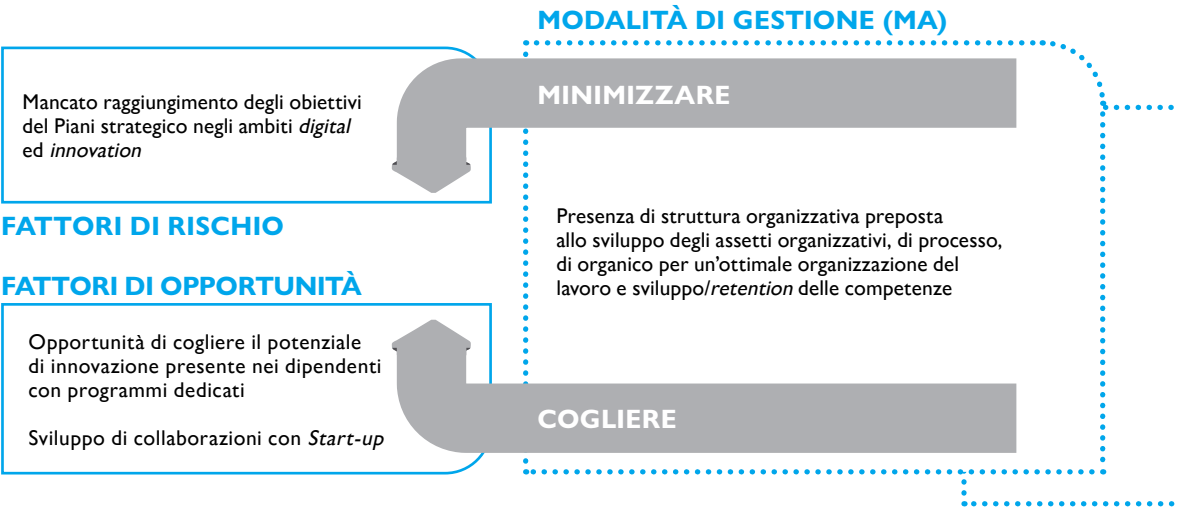 MODALITÀ DI GESTIONE (MA)
MINIMIZZARE
Mancato raggiungimento degli obiettivi
del Piani strategico negli ambiti digital
ed innovation
FATTORI DI RISCHIO
Presenza di struttura organizzativa preposta
allo sviluppo degli assetti organizzativi, di processo,
di organico per un'ottimale organizzazione del
lavoro e sviluppo/retention delle competenze
FATTORI DI OPPORTUNITÀ
Opportunità di cogliere il potenziale
di innovazione presente nei dipendenti
con programmi dedicati
Sviluppo di collaborazioni con Start-up
COGLIERE